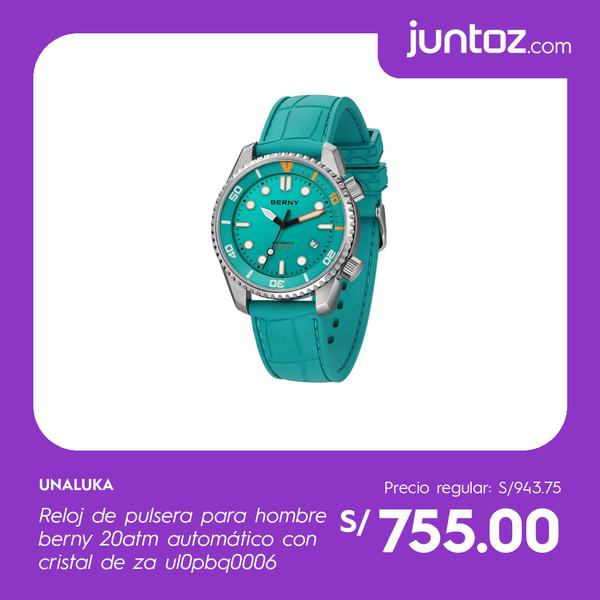 juntoz.com
BERNY
AUTOMATIC
50
10
40
20
30
UNALUKA
Precio regular: S/943.75
Reloj de pulsera para hombre
berny 20atm automático con
cristal de za ul0pbq0006
S/755.00